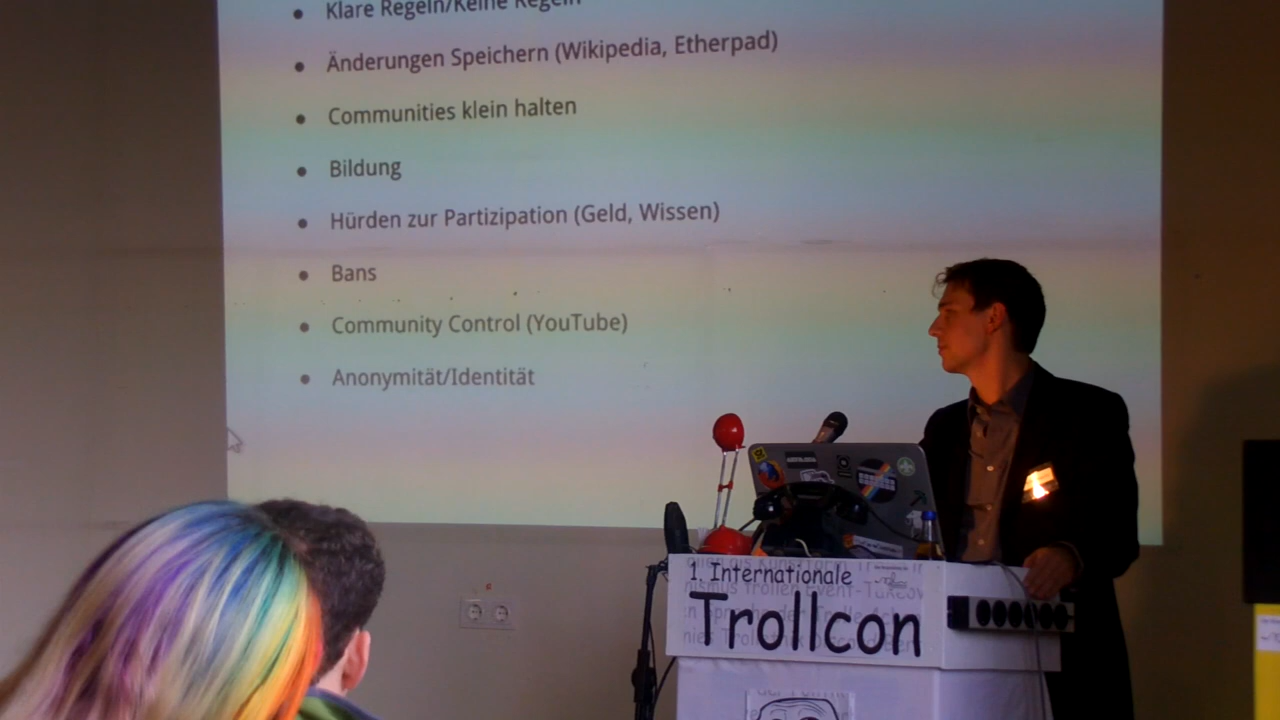 Klare Regeln/Keine Regeln
Änderungen Speichern (Wikipedia, Etherpad)
Communities klein halten
Bildung
Hürden zur Partizipation (Geld, Wissen)
Bans
Community Control (YouTube)
Anonymität/Identität
1. Internationale
Trollcon